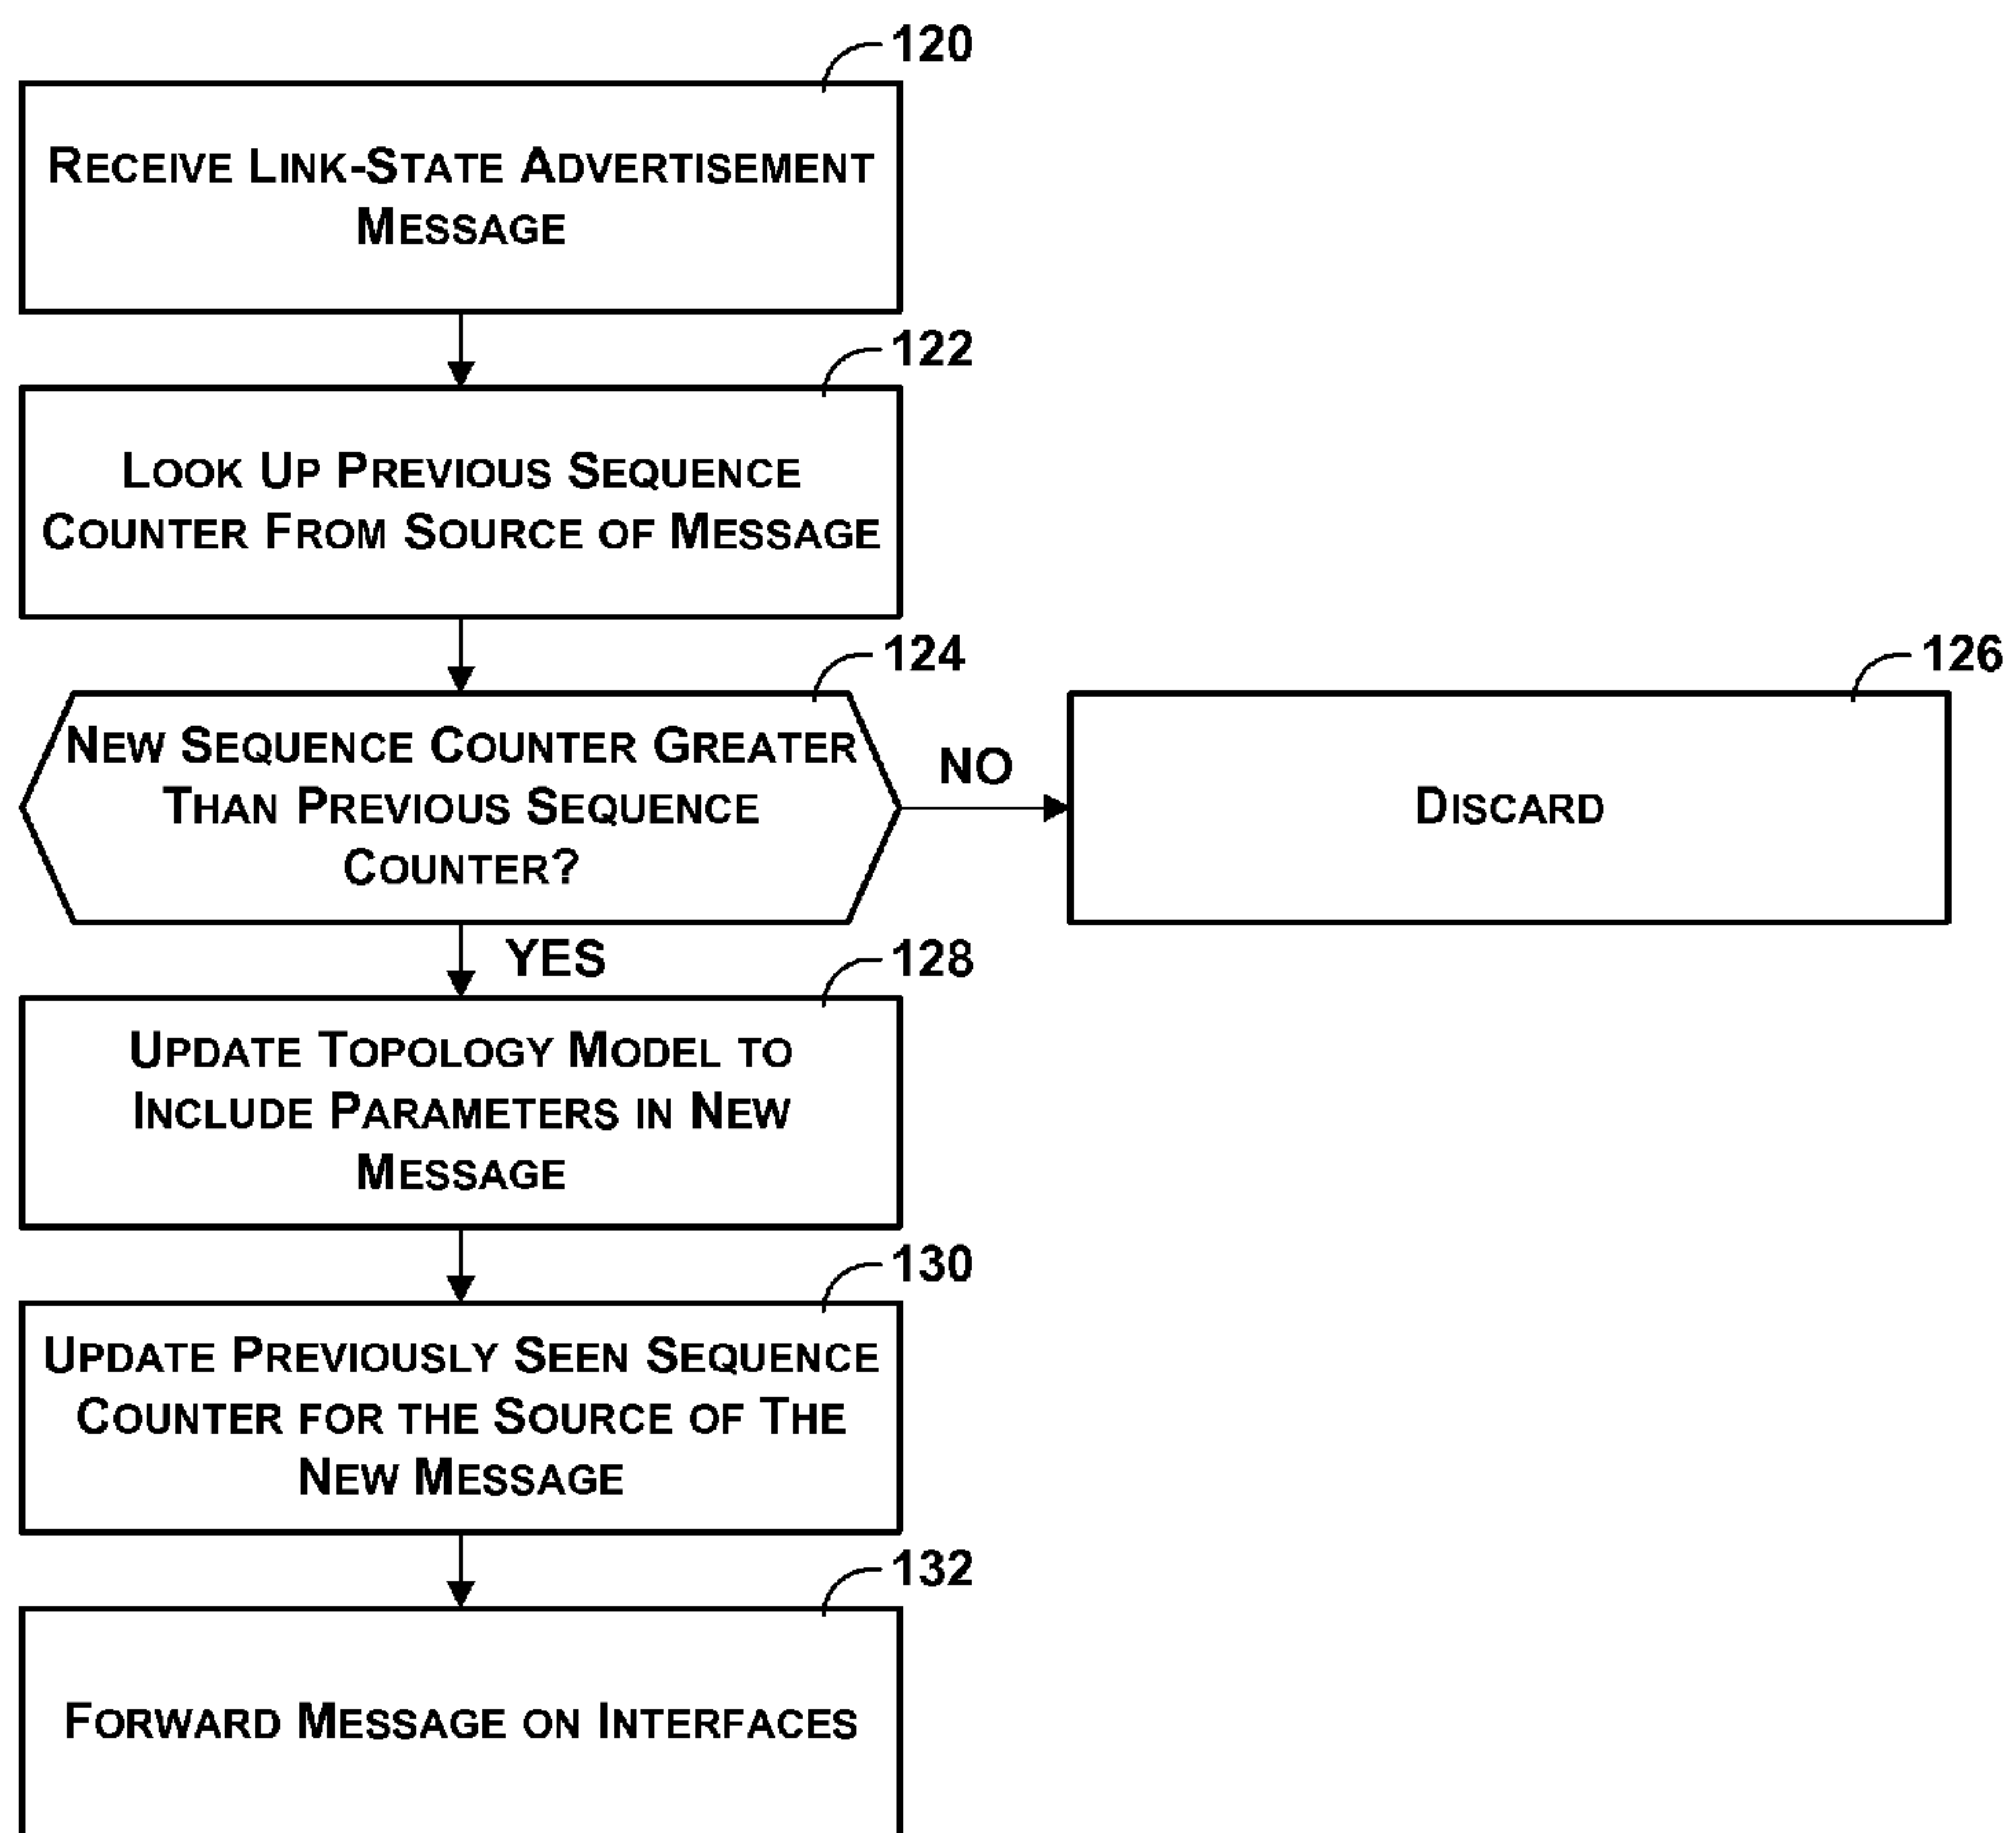 120
RECEIVE LINK-STATE ADVERTISEMENT
MESSAGE
122
LOOK UP PREVIOUS SEQUENCE
COUNTER FROM SOURCE OF MESSAGE
124
NEW SEQUENCE COUNTER GREATER
THAN PREVIOUS SEQUENCE
COUNTER?
NO
126
DISCARD
YES
128
UPDATE TOPOLOGY MODEL TO
INCLUDE PARAMETERS IN NEW
MESSAGE
130
UPDATE PREVIOUSLY SEEN SEQUENCE
COUNTER FOR THE SOURCE OF THE
NEW MESSAGE
132
FORWARD MESSAGE ON INTERFACES